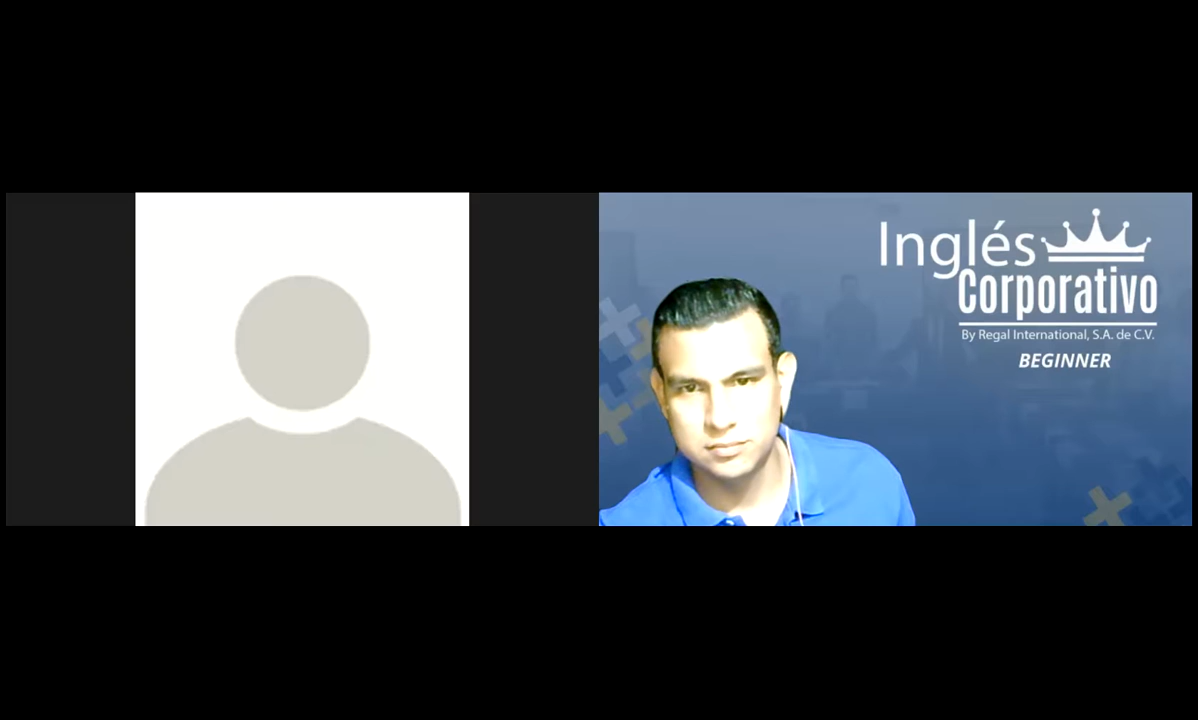 Inglés
Corporativo
By Regal International, S.A. de C.V.
BEGINNER